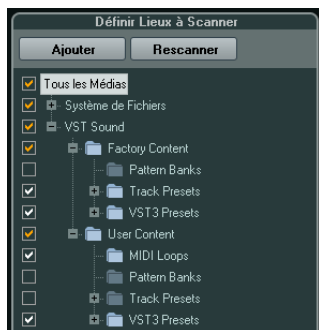 Définir Lieux à Scanner
Ajouter Rescanner
Tous les Médias
Système de Fichiers
VST Sound
Factory Content
Pattern Banks
Track Presets
VST3 Presets
User Content
MIDI Loops
Pattern Banks
Track Presets
VST3 Presets